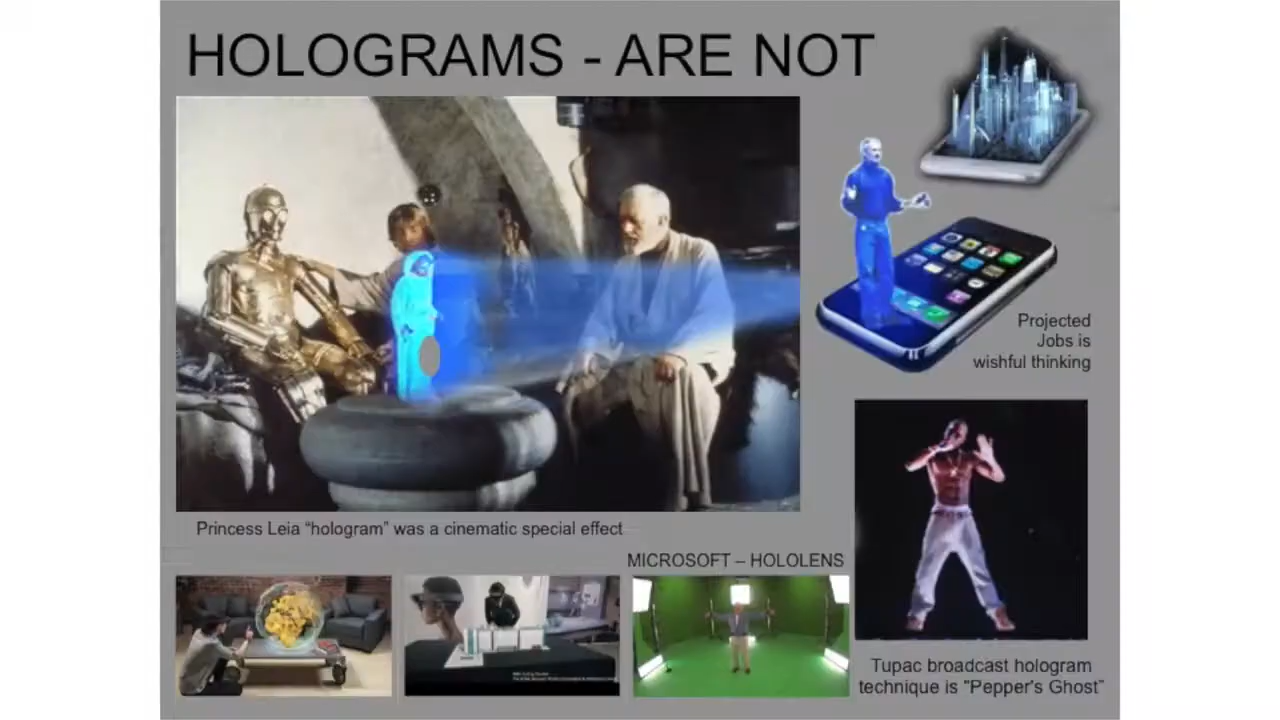 HOLOGRAMS - ARE NOT
Projected
Jobs is
wishful thinking
Princess Leia “hologram” was a cinematic special effect
MICROSOFT – HOLOLENS
Tupac broadcast hologram
technique is "Pepper's Ghost”